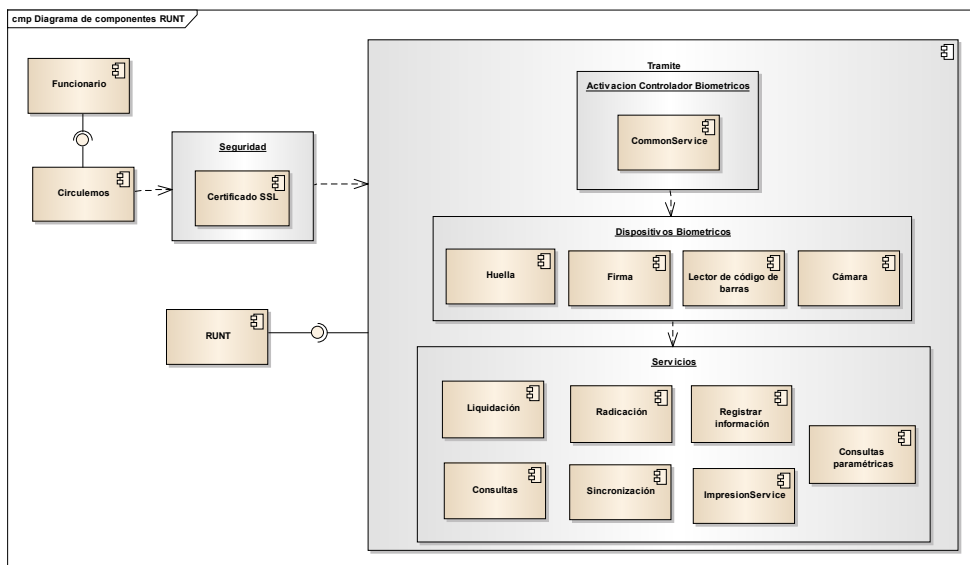 cmp Diagrama de componentes RUNT
Funcionario
Circulemos
Seguridad
Certificado SSL
RUNT
Tramite
Activacion Controlador Biometricos
CommonService
Dispositivos Biometricos
Huella
Firma
Lector de código de
barras
Cámara
Servicios
Liquidación
Radicación
Registrar
información
Consultas
paramétricas
Consultas
Sincronización
ImpresionService